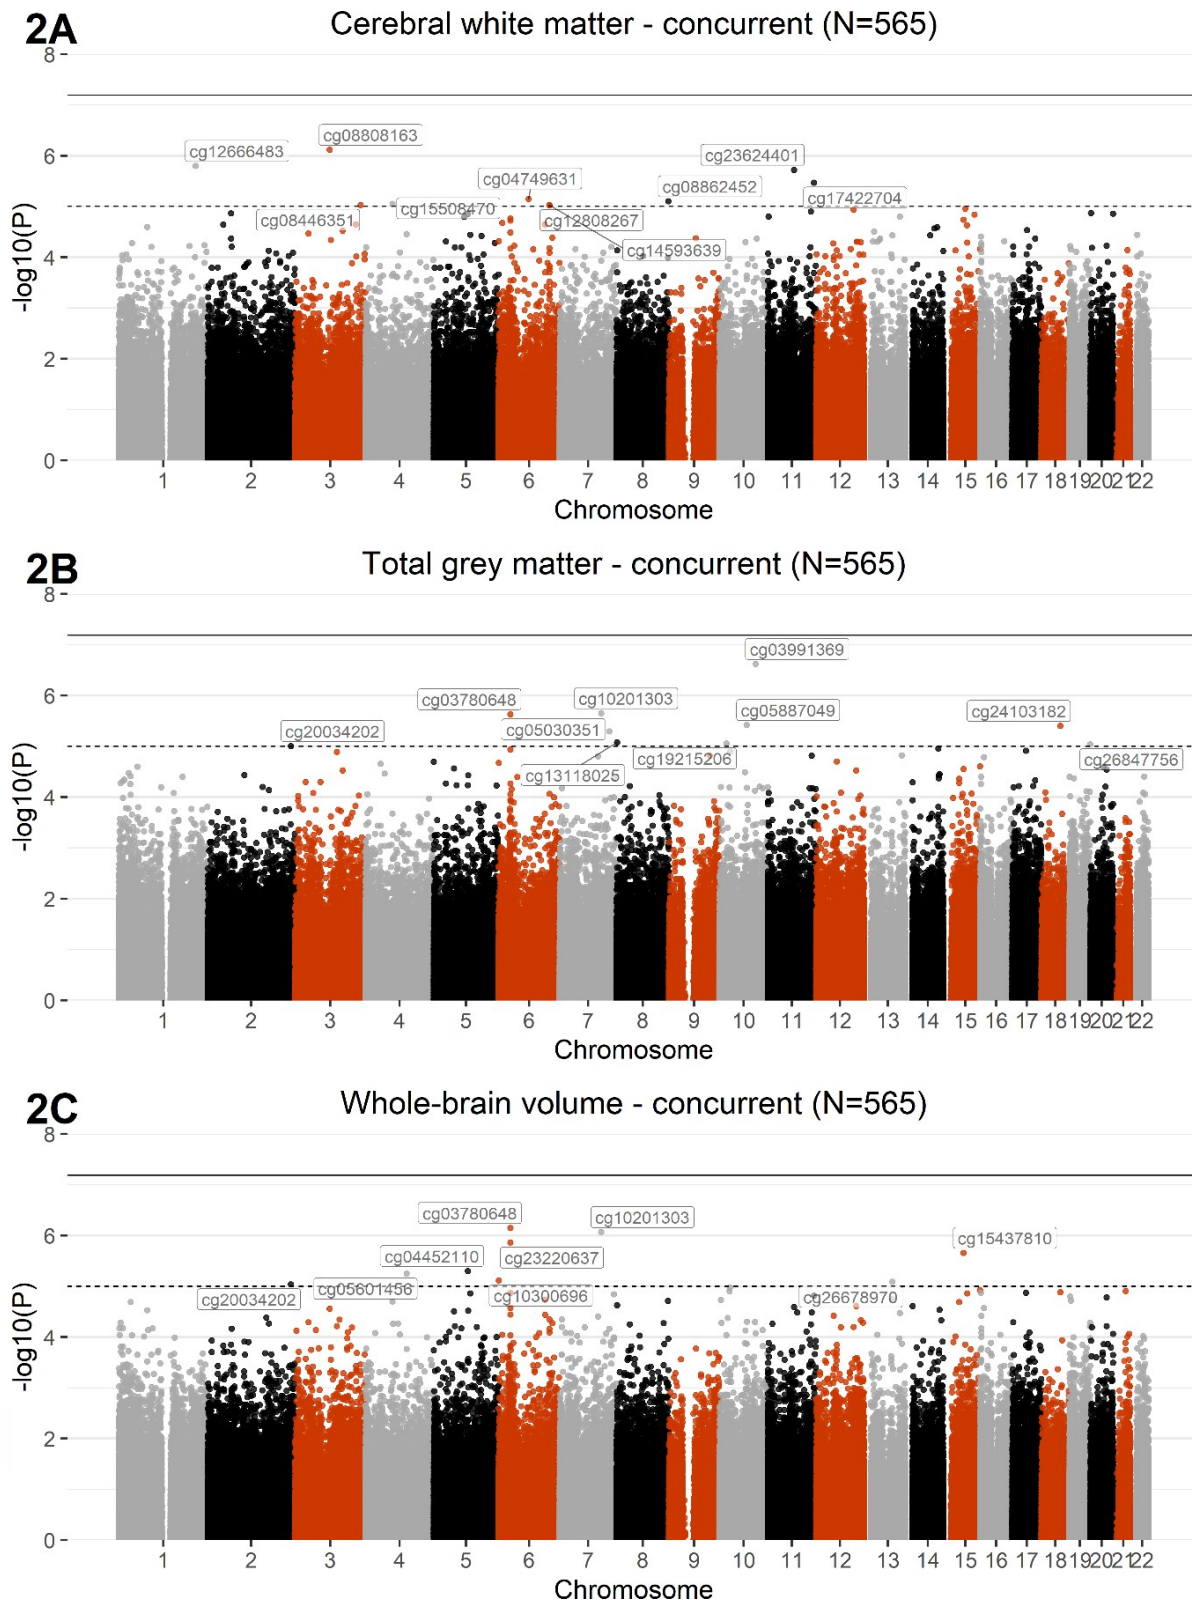 2A
Cerebral white matter - concurrent (N=565)
8
6
4
2
0
-log10(P)
cg08808163
cg12666483
cg23624401
cg04749631
cg08862452
cg17422704
cg15508470
cg08446351
cg12808267
cg14593639
1 2 3 4 5 6 7 8 9 10 11 12 13 14 15 16 17 18 19 20 21 22
Chromosome
2B
Total grey matter - concurrent (N=565)
8
6
4
2
0
-log10(P)
cg03991369
cg03780648
cg10201303
cg05887049
cg24103182
cg20034202
cg05030351
cg19215206
cg26847756
cg13118025
1 2 3 4 5 6 7 8 9 10 11 12 13 14 15 16 17 18 19 20 21 22
Chromosome
2C
Whole-brain volume - concurrent (N=565)
8
6
4
2
0
-log10(P)
cg03780648
cg10201303
cg15437810
cg04452110
cg23220637
cg05601456
cg20034202
cg10300696
cg26678970
1 2 3 4 5 6 7 8 9 10 11 12 13 14 15 16 17 18 19 20 21 22
Chromosome